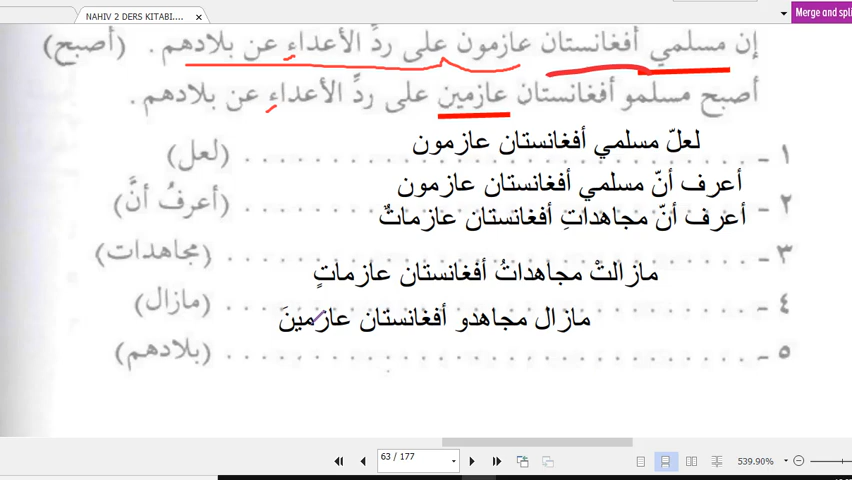 NAHIV 2 DERS KITABI....
Merge and spli
إن مسلمي أفغانستان عازمون على ردِّ الأعداءِ عن بلادهم . (أصبح)
أصبح مسلمو أفغانستان عازمين على ردِّ الأعداءِ عن بلادهم .
لعلّ مسلمي أفغانستان عازمون
١ - . . . . . . (لعل)
أعرف أنّ مسلمي أفغانستان عازمون
٢ - . . . . . . (أعرفُ أنَّ)
أعرف أنّ مجاهداتِ أفغانستان عازماتٌ
٣ - . . . . . . (مجاهدات)
مازالتْ مجاهداتُ أفغانستان عازماتٍ
٤ - . . . . . . (مازال)
مازال مجاهدو أفغانستان عازمينَ
٥ - . . . . . . (بلادهم)
63 / 177
539.90%